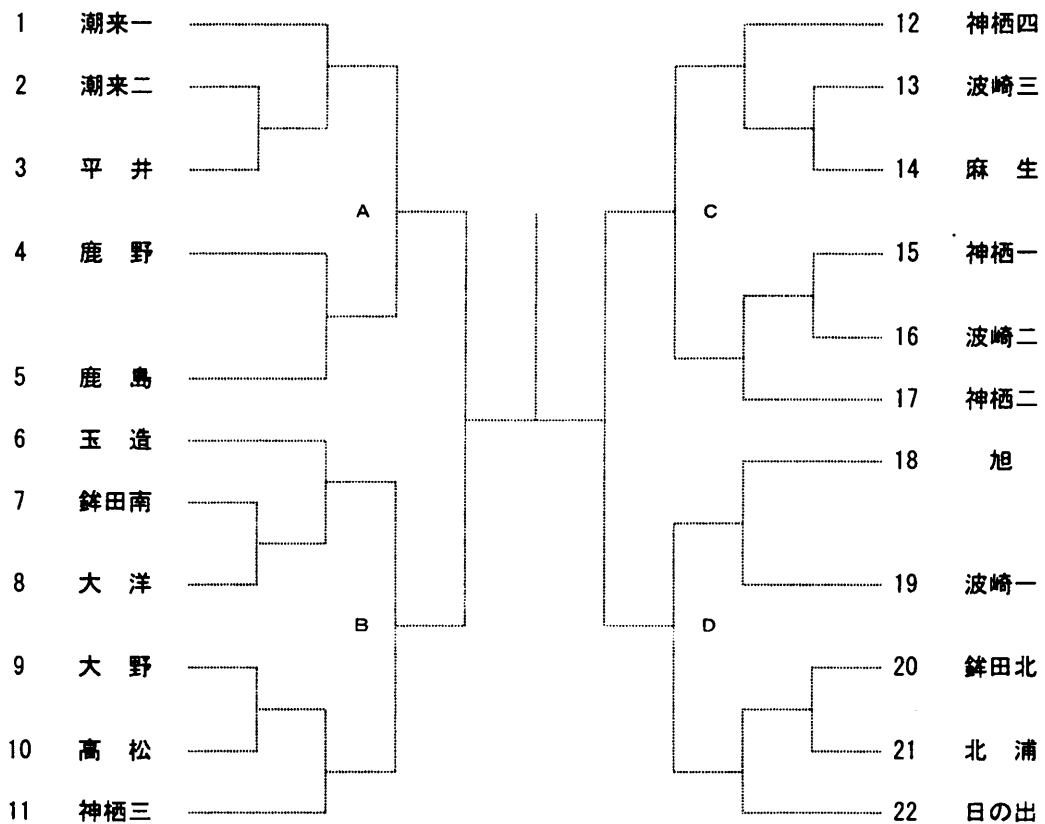 1 潮来一
2 潮来二
3 平 井
A
4 鹿 野
5 鹿 島
6 玉 造
7 鉾田南
8 大 洋
B
9 大 野
10 高 松
11 神栖三
12 神栖四
13 波崎三
14 麻 生
C
15 神栖一
16 波崎二
17 神栖二
18 旭
19 波崎一
D
20 鉾田北
21 北 浦
22 日の出